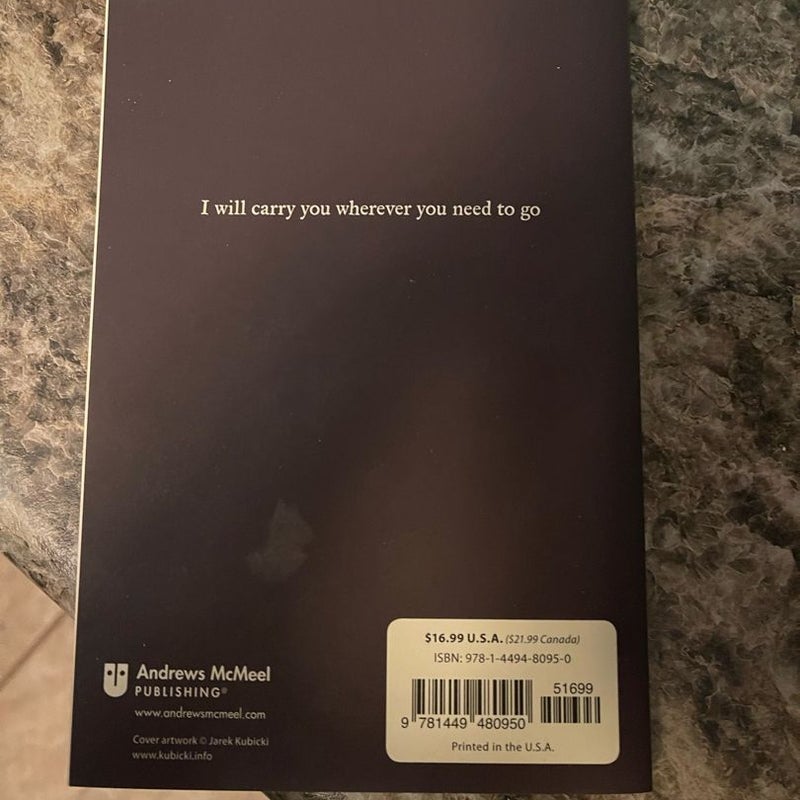 I will carry you wherever you need to go
$16.99 U.S.A. ($21.99 Canada)
ISBN: 978-1-4494-8095-0
51699
9 781449 480950
Printed in the U.S.A.
Andrews McMeel
PUBLISHING®
www.andrewsmcmeel.com
Cover artwork © Jarek Kubicki
www.kubicki.info